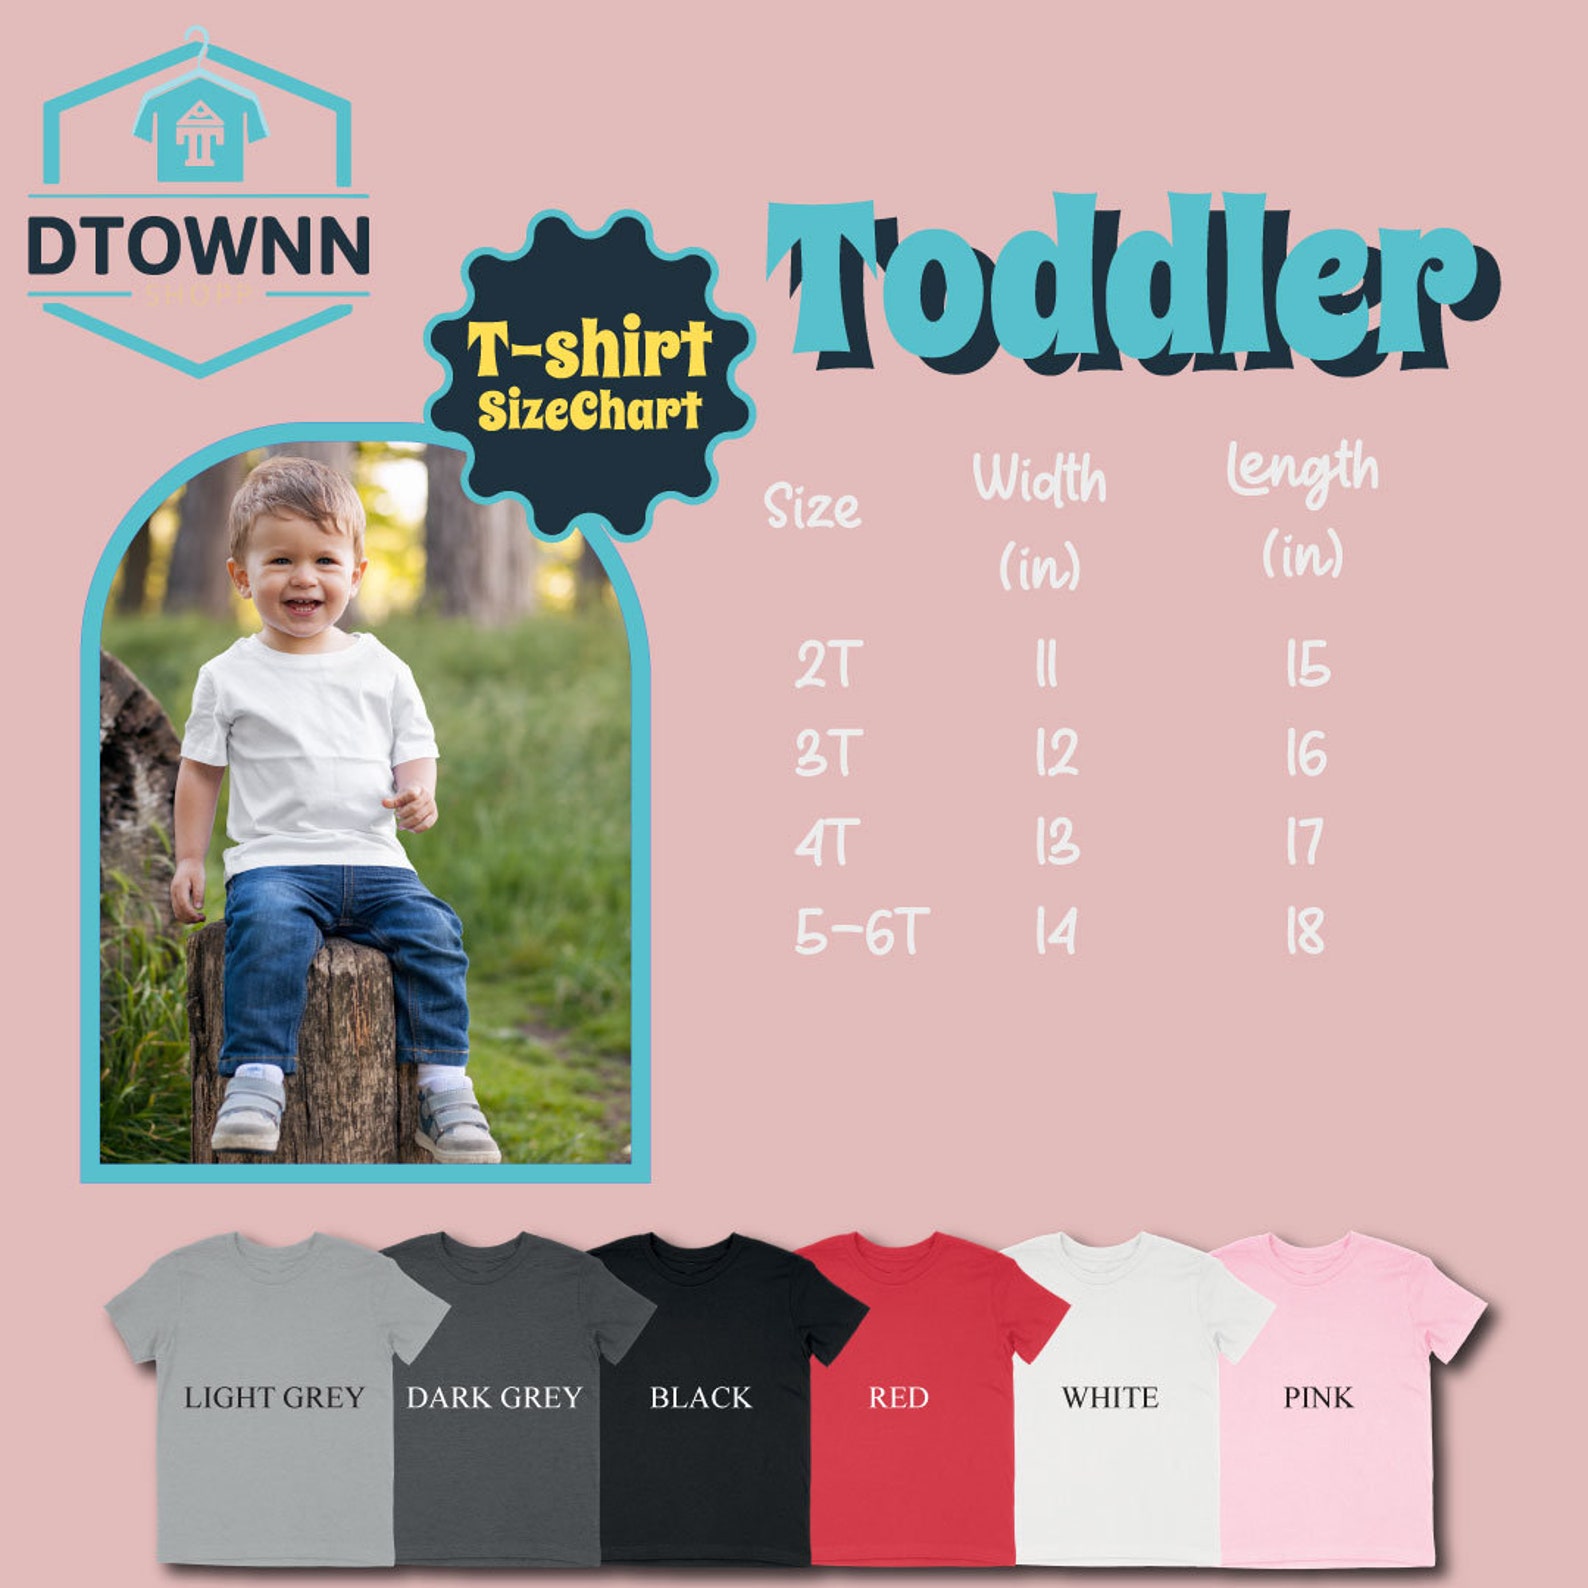 DTOWNN
SHOPP
T-shirt
SizeChart
Toddler
Size Width (in) Length (in)
2T 11 15
3T 12 16
4T 13 17
5-6T 14 18
LIGHT GREY
DARK GREY
BLACK
RED
WHITE
PINK